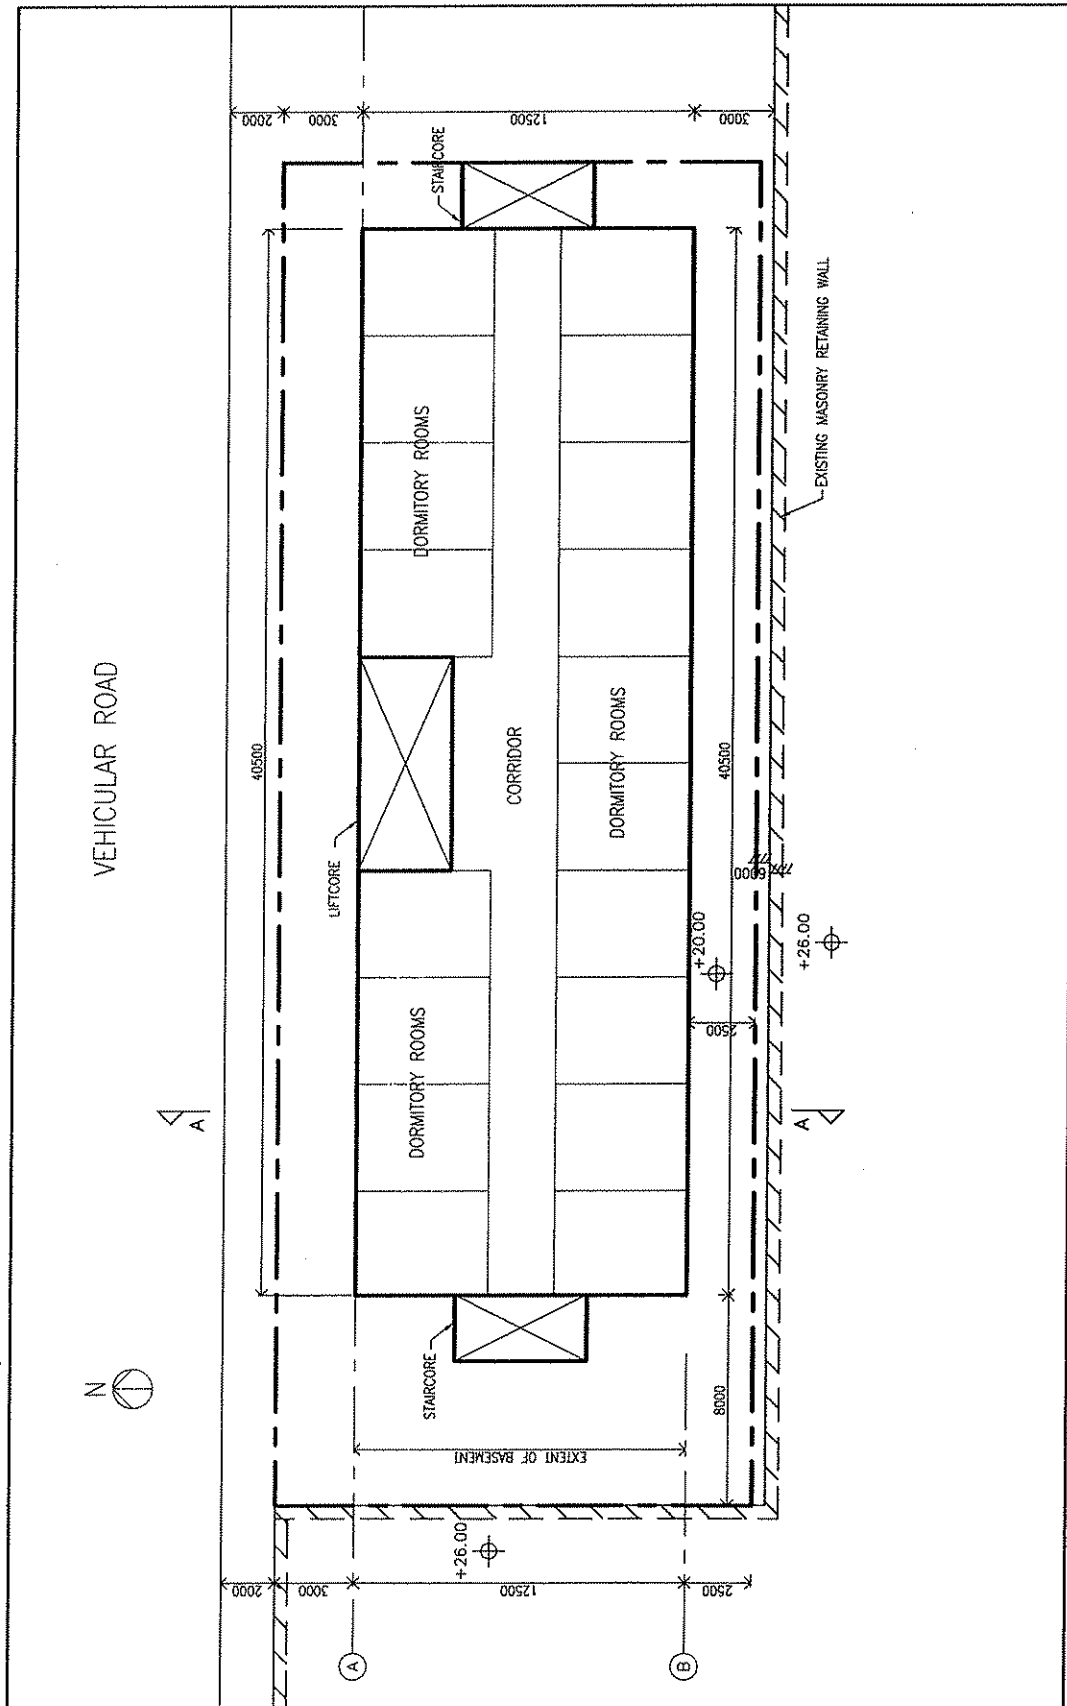 2000
3000
12500
3000
STAIRCORE
VEHICULAR ROAD
40500
DORMITORY ROOMS
EXISTING MASONRY RETAINING WALL
LIFTCORE
CORRIDOR
DORMITORY ROOMS
40500
6000
+20.00
+26.00
2500
DORMITORY ROOMS
A
A
N
STAIRCORE
8000
EXTENT OF BASEMENT
+26.00
2000
3000
12500
2500
A
B